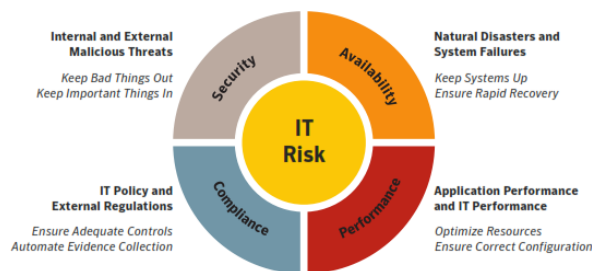 Internal and External
Malicious Threats
Keep Bad Things Out
Keep Important Things In
Natural Disasters and
System Failures
Keep Systems Up
Ensure Rapid Recovery
Security
Availability
IT
Risk
Compliance
Performance
IT Policy and
External Regulations
Ensure Adequate Controls
Automate Evidence Collection
Application Performance
and IT Performance
Optimize Resources
Ensure Correct Configuration